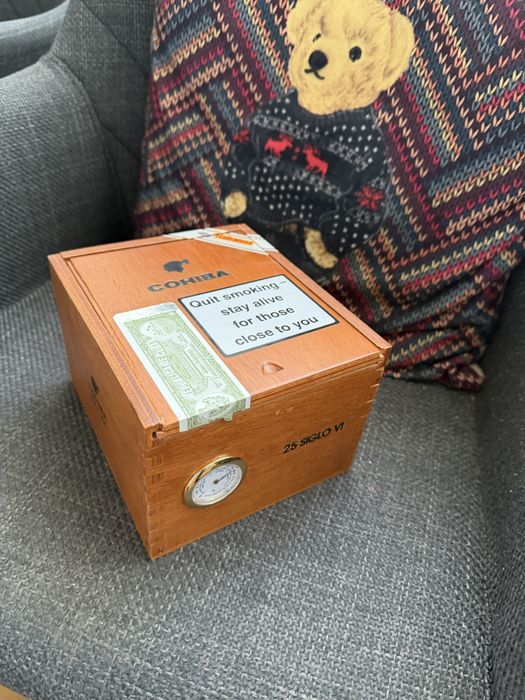 COHIBA
Quit smoking –
stay alive
for those
close to you
25 SIGLO VI